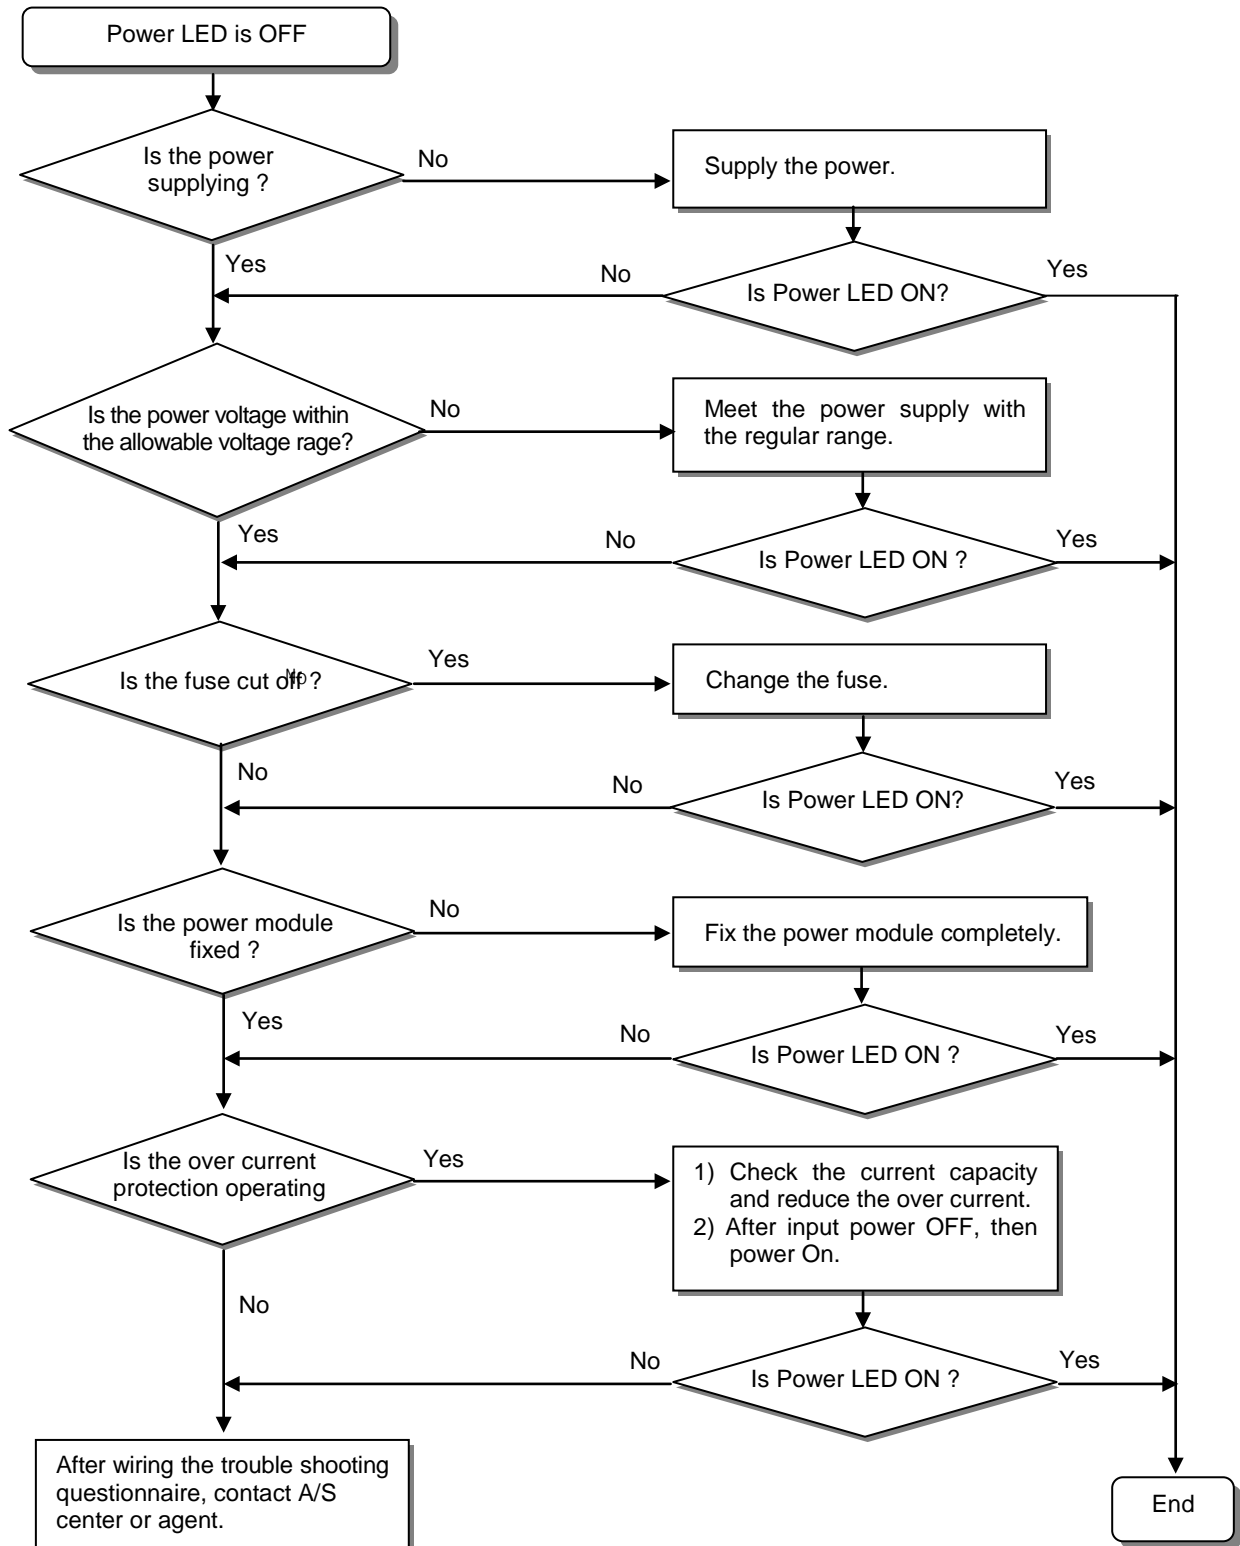 Power LED is OFF
Is the power
supplying ?
No
Supply the power.
Yes
No
Is Power LED ON?
Yes
Is the power voltage within
the allowable voltage rage?
No
Meet the power supply with
the regular range.
Yes
No
Is Power LED ON ?
Yes
Is the fuse cut off ?
No
Yes
Change the fuse.
No
No
Is Power LED ON?
Yes
Is the power module
fixed ?
No
Fix the power module completely.
Yes
No
Is Power LED ON ?
Yes
Is the over current
protection operating
Yes
1) Check the current capacity
and reduce the over current.
2) After input power OFF, then
power On.
No
No
Is Power LED ON ?
Yes
After wiring the trouble shooting
questionnaire, contact A/S
center or agent.
End